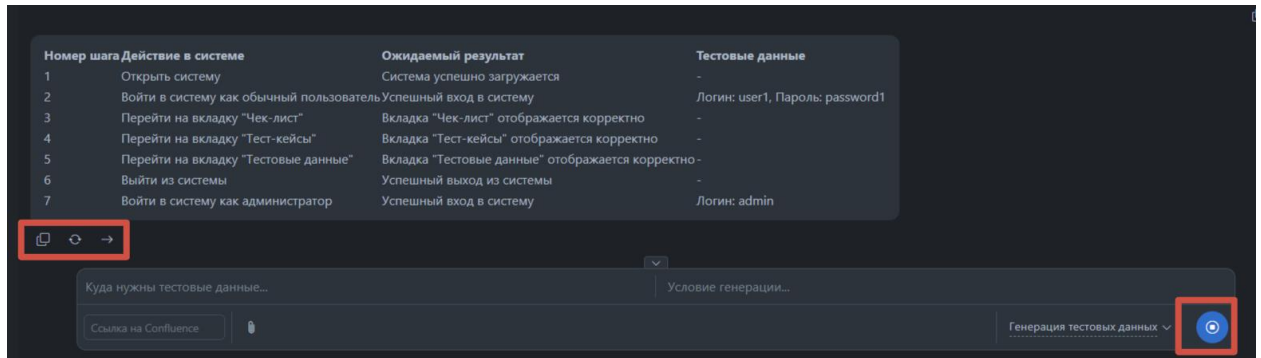 Номер шага Действие в системе Ожидаемый результат Тестовые данные
1 Открыть систему Система успешно загружается -
2 Войти в систему как обычный пользователь Успешный вход в систему Логин: user1, Пароль: password1
3 Перейти на вкладку "Чек-лист" Вкладка "Чек-лист" отображается корректно -
4 Перейти на вкладку "Тест-кейсы" Вкладка "Тест-кейсы" отображается корректно -
5 Перейти на вкладку "Тестовые данные" Вкладка "Тестовые данные" отображается корректно -
6 Выйти из системы Успешный выход из системы -
7 Войти в систему как администратор Успешный вход в систему Логин: admin
Куда нужны тестовые данные... Условие генерации...
Ссылка на Confluence Генерация тестовых данных